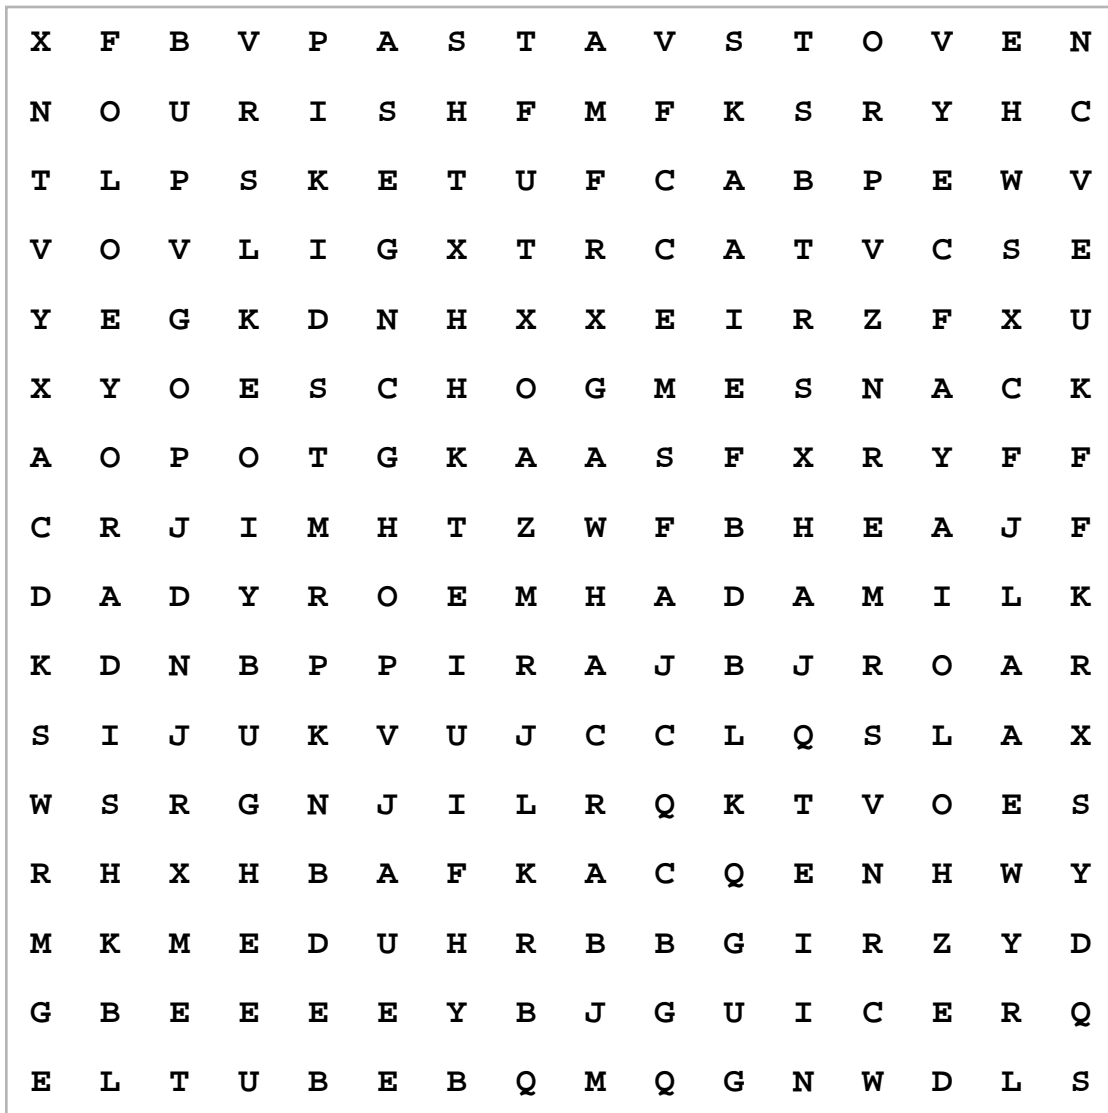 X F B V P A S T A V S T O V E N
N O U R I S H F M F K S R Y H C
T L P S K E T U F C A B P E W V
V O V L I G X T R C A T V C S E
Y E G K D N H X X E I R Z F X U
X Y O E S C H O G M E S N A C K
A O P O T G K A A S F X R Y F F
C R J I M H T Z W F B H E A J F
D A D Y R O E M H A D A M I L K
K D N B P P I R A J B J R O A R
S I J U K V U J C C L Q S L A X
W S R G N J I L R Q K T V O E S
R H X H B A F K A C Q E N H W Y
M K M E D U H R B B G I R Z Y D
G B E E E E Y B J G U I C E R Q
E L T U B E B Q M Q G N W D L S